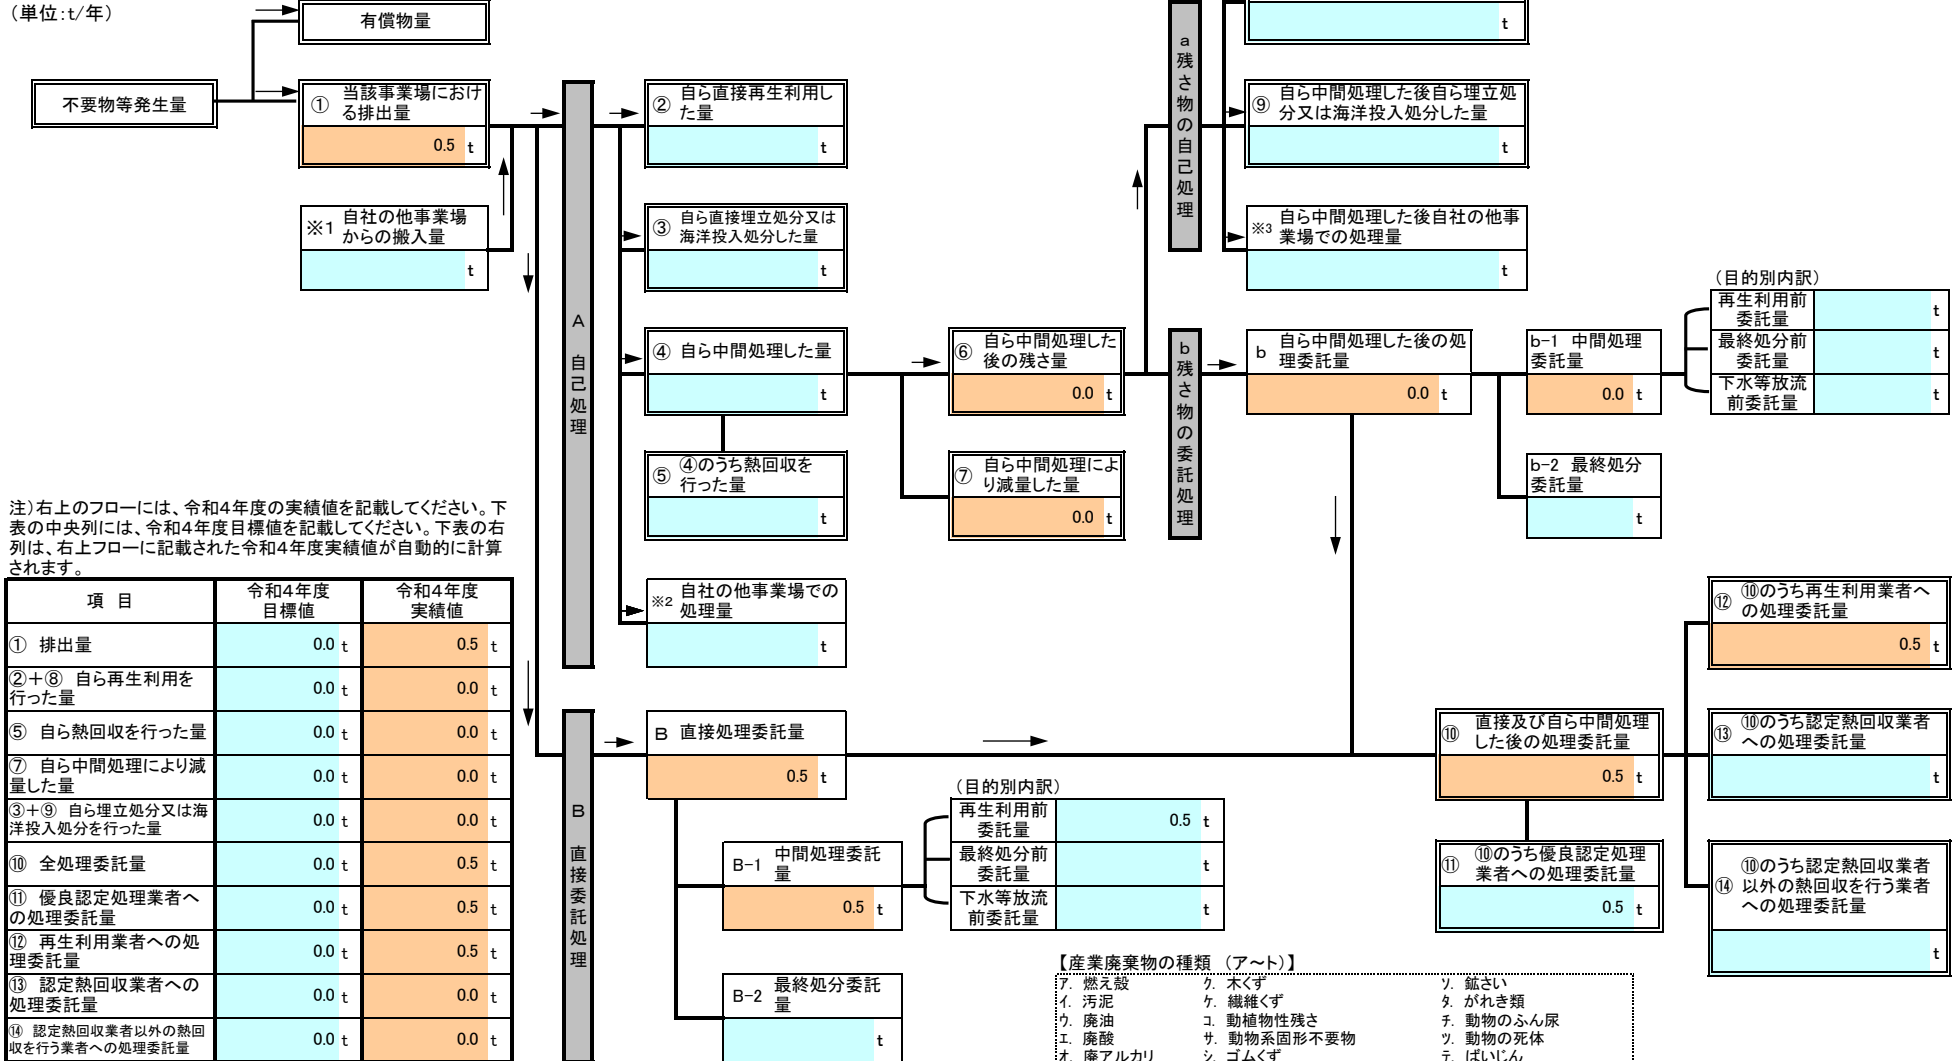 （単位：t/年）
有償物量
不要物等発生量
① 当該事業場におけ
る排出量
0.5 t
※1 自社の他事業場
からの搬入量
t
A 自己処理
② 自ら直接再生利用し
た量
t
③ 自ら直接埋立処分又は
海洋投入処分した量
t
④ 自ら中間処理した量
t
⑤ ④のうち熱回収を
行った量
t
※2 自社の他事業場での
処理量
t
⑥ 自ら中間処理した
後の残さ量
0.0 t
⑦ 自ら中間処理によ
り減量した量
0.0 t
a 残さ物の自己処理
t
⑨ 自ら中間処理した後自ら埋立処
分又は海洋投入処分した量
t
※3 自ら中間処理した後自社の他事
業場での処理量
t
b 残さ物の委託処理
b 自ら中間処理した後の処
理委託量
0.0 t
b-1 中間処理
委託量
0.0 t
b-2 最終処分
委託量
t
（目的別内訳）
再生利用前
委託量
t
最終処分前
委託量
t
下水等放流
前委託量
t
注）右上のフローには、令和4年度の実績値を記載してください。下
表の中央列には、令和4年度目標値を記載してください。下表の右
列は、右上フローに記載された令和4年度実績値が自動的に計算
されます。
項 目
令和4年度
目標値
令和4年度
実績値
① 排出量 0.0 t 0.5 t
②＋⑧ 自ら再生利用を
行った量 0.0 t 0.0 t
⑤ 自ら熱回収を行った量 0.0 t 0.0 t
⑦ 自ら中間処理により減
量した量 0.0 t 0.0 t
③＋⑨ 自ら埋立処分又は海
洋投入処分を行った量 0.0 t 0.0 t
⑩ 全処理委託量 0.0 t 0.5 t
⑪ 優良認定処理業者へ
の処理委託量 0.0 t 0.5 t
⑫ 再生利用業者への処
理委託量 0.0 t 0.5 t
⑬ 認定熱回収業者への
処理委託量 0.0 t 0.0 t
⑭ 認定熱回収業者以外の熱回
収を行う業者への処理委託量 0.0 t 0.0 t
B 直接委託処理
B 直接処理委託量
0.5 t
B-1 中間処理委託
量
0.5 t
B-2 最終処分委託
量
t
（目的別内訳）
再生利用前
委託量
0.5 t
最終処分前
委託量
t
下水等放流
前委託量
t
⑩ 直接及び自ら中間処理
した後の処理委託量
0.5 t
⑪ ⑩のうち優良認定処理
業者への処理委託量
0.5 t
⑫ ⑩のうち再生利用業者へ
の処理委託量
0.5 t
⑬ ⑩のうち認定熱回収業者
への処理委託量
t
⑭ ⑩のうち認定熱回収業者
以外の熱回収を行う業者
への処理委託量
t
【産業廃棄物の種類 （ア～ト）】
ｱ. 燃え殻 ｸ. 木くず ｿ. 鉱さい
ｲ. 汚泥 ｹ. 繊維くず ﾀ. がれき類
ｳ. 廃油 ｺ. 動植物性残さ ﾁ. 動物のふん尿
ｴ. 廃酸 ｻ. 動物系固形不要物 ﾂ. 動物の死体
ｵ. 廃アルカリ ｼ. ゴムくず ﾃ. ばいじん